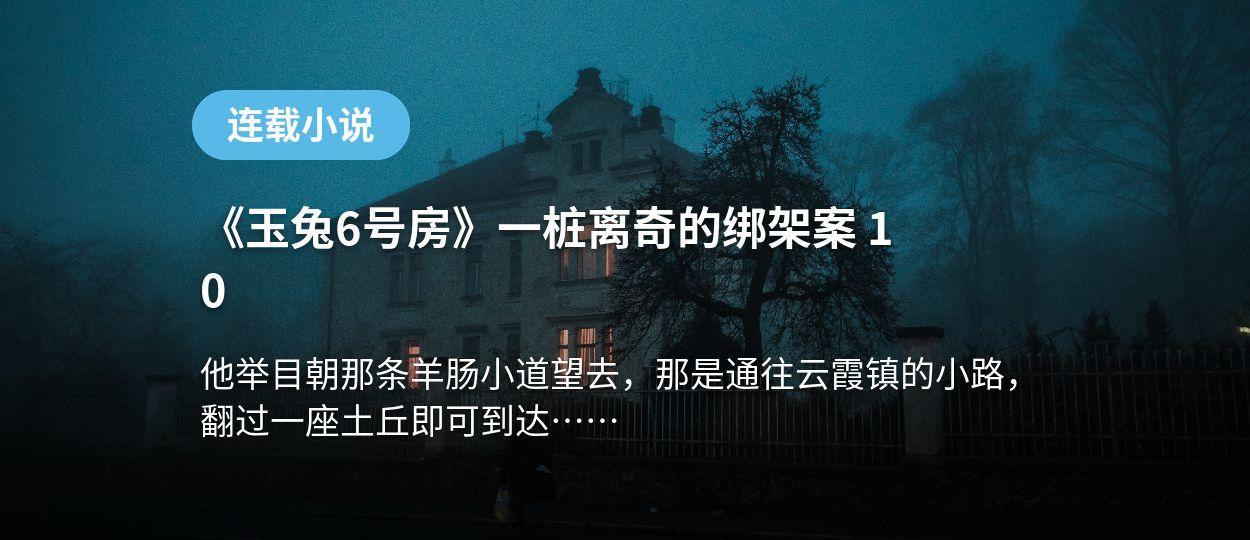 连载小说
《玉兔6号房》一桩离奇的绑架案 1
0
他举目朝那条羊肠小道望去，那是通往云霞镇的小路，
翻过一座土丘即可到达……